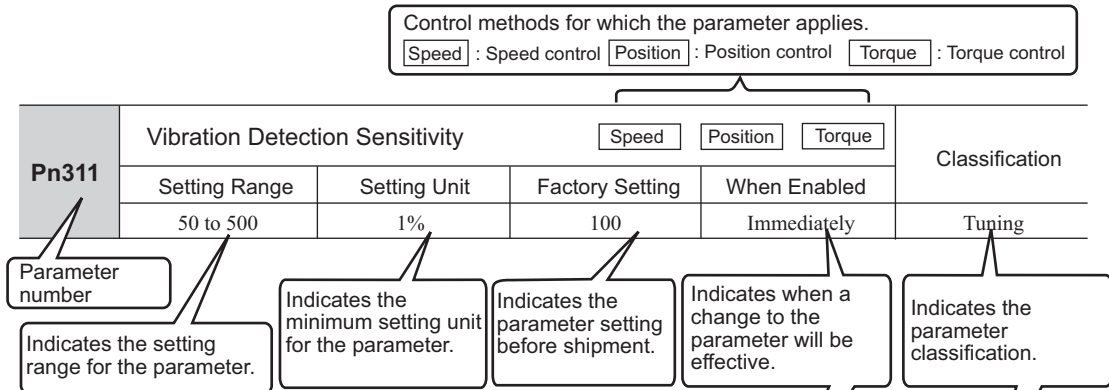 Control methods for which the parameter applies.
Speed : Speed control Position : Position control Torque : Torque control
Pn311
Vibration Detection Sensitivity Speed Position Torque
Classification
Setting Range Setting Unit Factory Setting When Enabled
50 to 500 1% 100 Immediately Tuning
Parameter
number
Indicates the setting
range for the parameter.
Indicates the
minimum setting unit
for the parameter.
Indicates the
parameter setting
before shipment.
Indicates when a
change to the
parameter will be
effective.
Indicates the
parameter
classification.